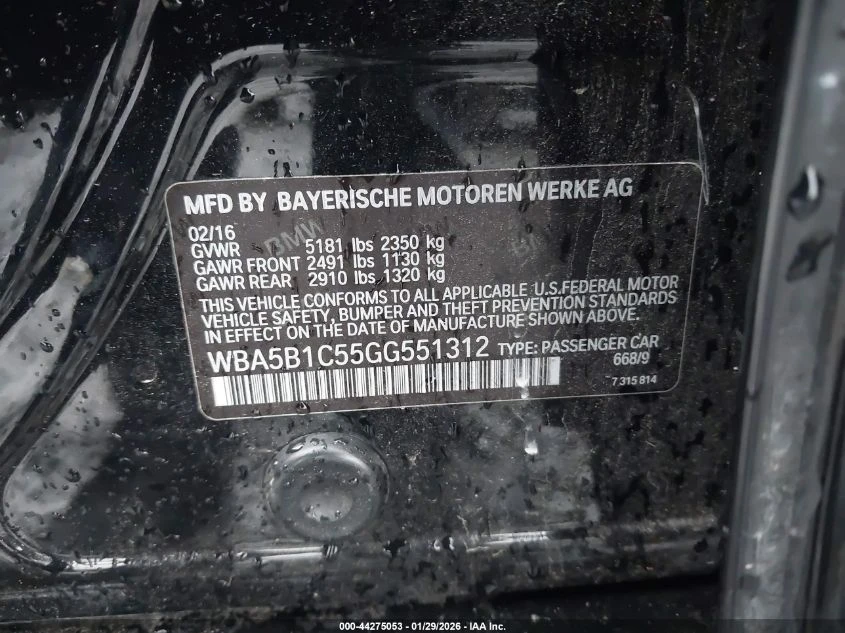 MFD BY BAYERISCHE MOTOREN WERKE AG
02/16
GVWR 5181 lbs 2350 kg
GAWR FRONT 2491 lbs 1130 kg
GAWR REAR 2910 lbs 1320 kg
THIS VEHICLE CONFORMS TO ALL APPLICABLE U.S.FEDERAL MOTOR
VEHICLE SAFETY, BUMPER AND THEFT PREVENTION STANDARDS
IN EFFECT ON THE DATE OF MANUFACTURE SHOWN ABOVE.
WBA5B1C55GG551312 TYPE: PASSENGER CAR
668/9
7 315 814
000-44275053 - 01/29/2026 - IAA Inc.